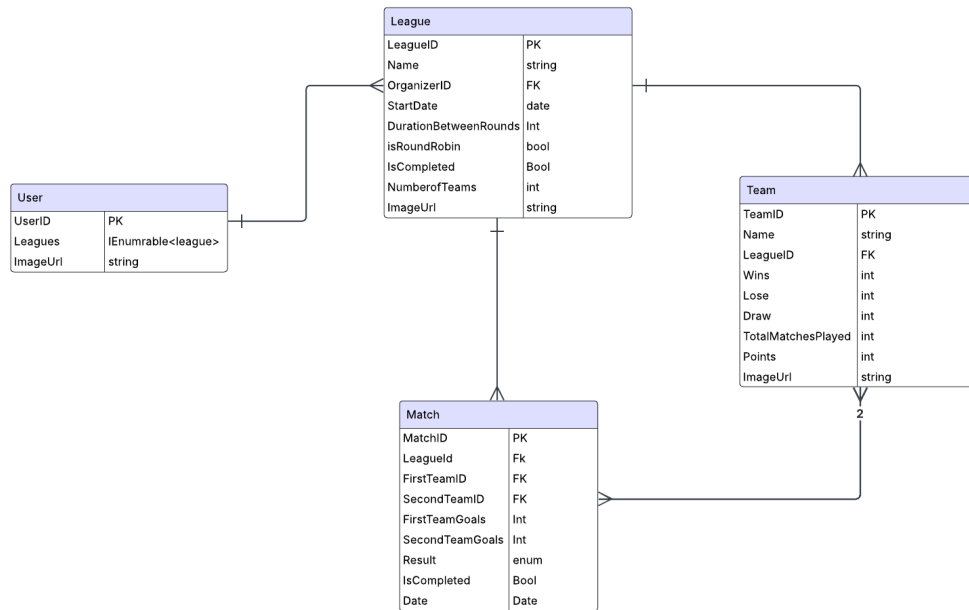 League
LeagueID PK
Name string
OrganizerID FK
StartDate date
DurationBetweenRounds Int
isRoundRobin bool
IsCompleted Bool
NumberofTeams int
ImageUrl string
User
UserID PK
Leagues IEnumrable<league>
ImageUrl string
Team
TeamID PK
Name string
LeagueID FK
Wins int
Lose int
Draw int
TotalMatchesPlayed int
Points int
ImageUrl string
2
Match
MatchID PK
LeagueId Fk
FirstTeamID FK
SecondTeamID FK
FirstTeamGoals Int
SecondTeamGoals Int
Result enum
IsCompleted Bool
Date Date